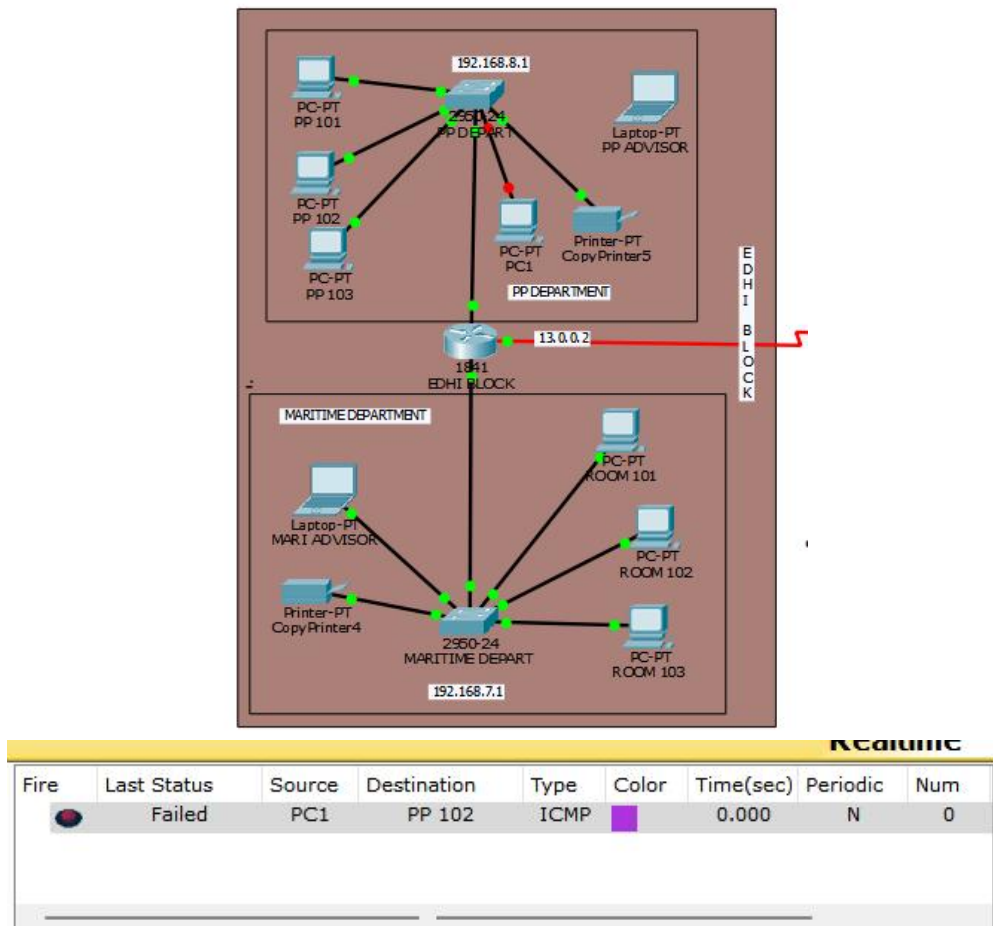 192.168.8.1
PC-PT
PP 101
2950-24
PP DEPART
Laptop-PT
PP ADVISOR
PC-PT
PP 102
PC-PT
PP 103
PC-PT
PC1
Printer-PT
CopyPrinter5
PP DEPARTMENT
EDHI BLOCK
13.0.0.2
1841
EDHI BLOCK
MARITIME DEPARTMENT
PC-PT
ROOM 101
Laptop-PT
MARI ADVISOR
PC-PT
ROOM 102
Printer-PT
CopyPrinter4
2950-24
MARITIME DEPART
PC-PT
ROOM 103
192.168.7.1
Realtime
Fire Last Status Source Destination Type Color Time(sec) Periodic Num
Failed PC1 PP 102 ICMP 0.000 N 0